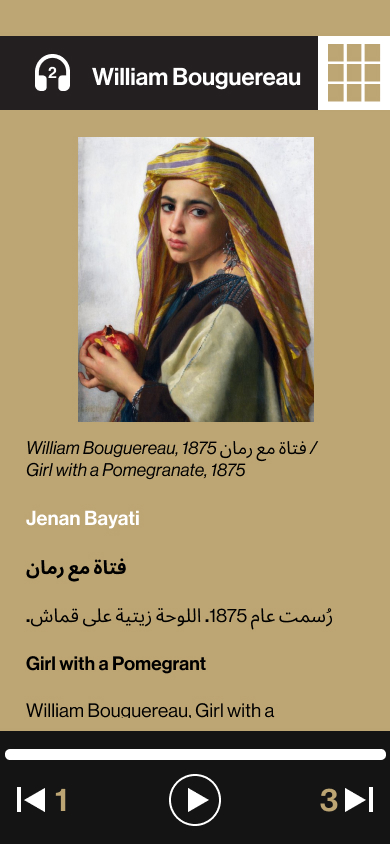 2
William Bouguereau
William Bouguereau, 1875 فتاة مع رمان /
Girl with a Pomegranate, 1875
Jenan Bayati
فتاة مع رمان
رُسمت عام 1875. اللوحة زيتية على قماش.
Girl with a Pomegrant
William Bouguereau, Girl with a
1
3